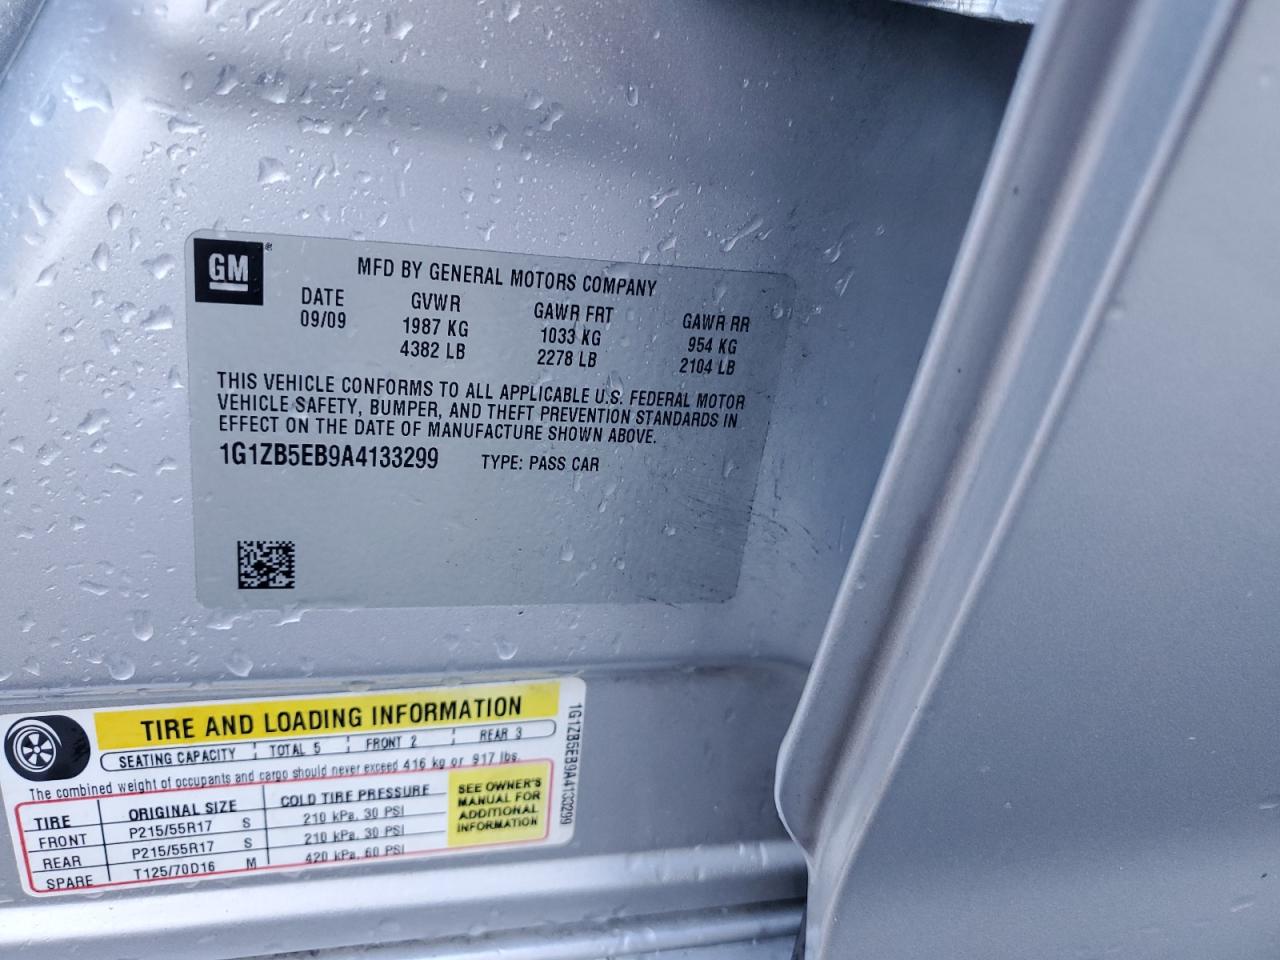 GM ®
MFD BY GENERAL MOTORS COMPANY
DATE GVWR GAWR FRT GAWR RR
09/09 1987 KG 1033 KG 954 KG
4382 LB 2278 LB 2104 LB
THIS VEHICLE CONFORMS TO ALL APPLICABLE U.S. FEDERAL MOTOR
VEHICLE SAFETY, BUMPER, AND THEFT PREVENTION STANDARDS IN
EFFECT ON THE DATE OF MANUFACTURE SHOWN ABOVE.
1G1ZB5EB9A4133299 TYPE: PASS CAR
TIRE AND LOADING INFORMATION
SEATING CAPACITY TOTAL 5 FRONT 2 REAR 3
The combined weight of occupants and cargo should never exceed 416 kg or 917 lbs.
TIRE ORIGINAL SIZE COLD TIRE PRESSURE
FRONT P215/55R17 S 210 kPa, 30 PSI
REAR P215/55R17 S 210 kPa, 30 PSI
SPARE T125/70D16 M 420 kPa, 60 PSI
SEE OWNER'S
MANUAL FOR
ADDITIONAL
INFORMATION
1G1ZB5EB9A4133299